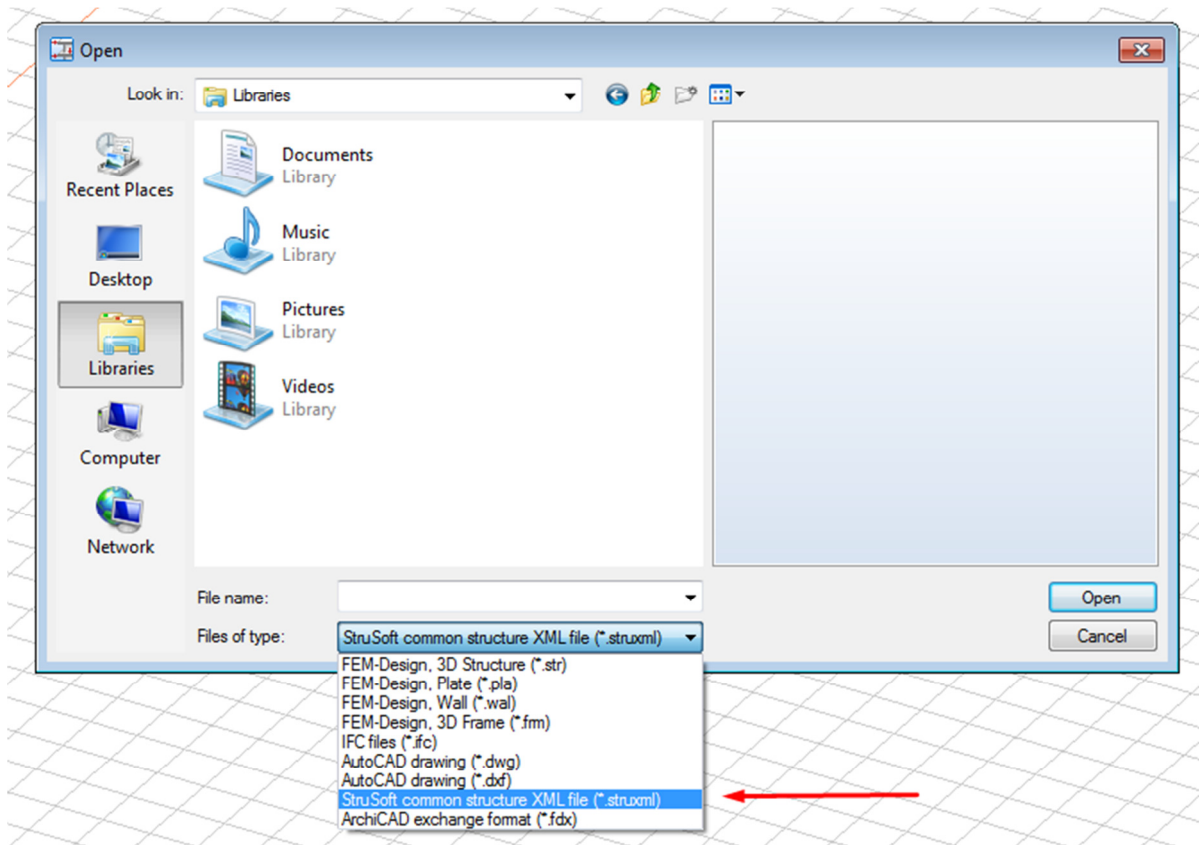 Open
Look in:
Libraries
Recent Places
Desktop
Libraries
Computer
Network
Documents
Library
Music
Library
Pictures
Library
Videos
Library
File name:
Open
Files of type:
StruSoft common structure XML file (*.struxml)
Cancel
FEM-Design, 3D Structure (*.str)
FEM-Design, Plate (*.pla)
FEM-Design, Wall (*.wal)
FEM-Design, 3D Frame (*.frm)
IFC files (*.ifc)
AutoCAD drawing (*.dwg)
AutoCAD drawing (*.dxf)
StruSoft common structure XML file (*.struxml)
ArchiCAD exchange format (*.fdx)